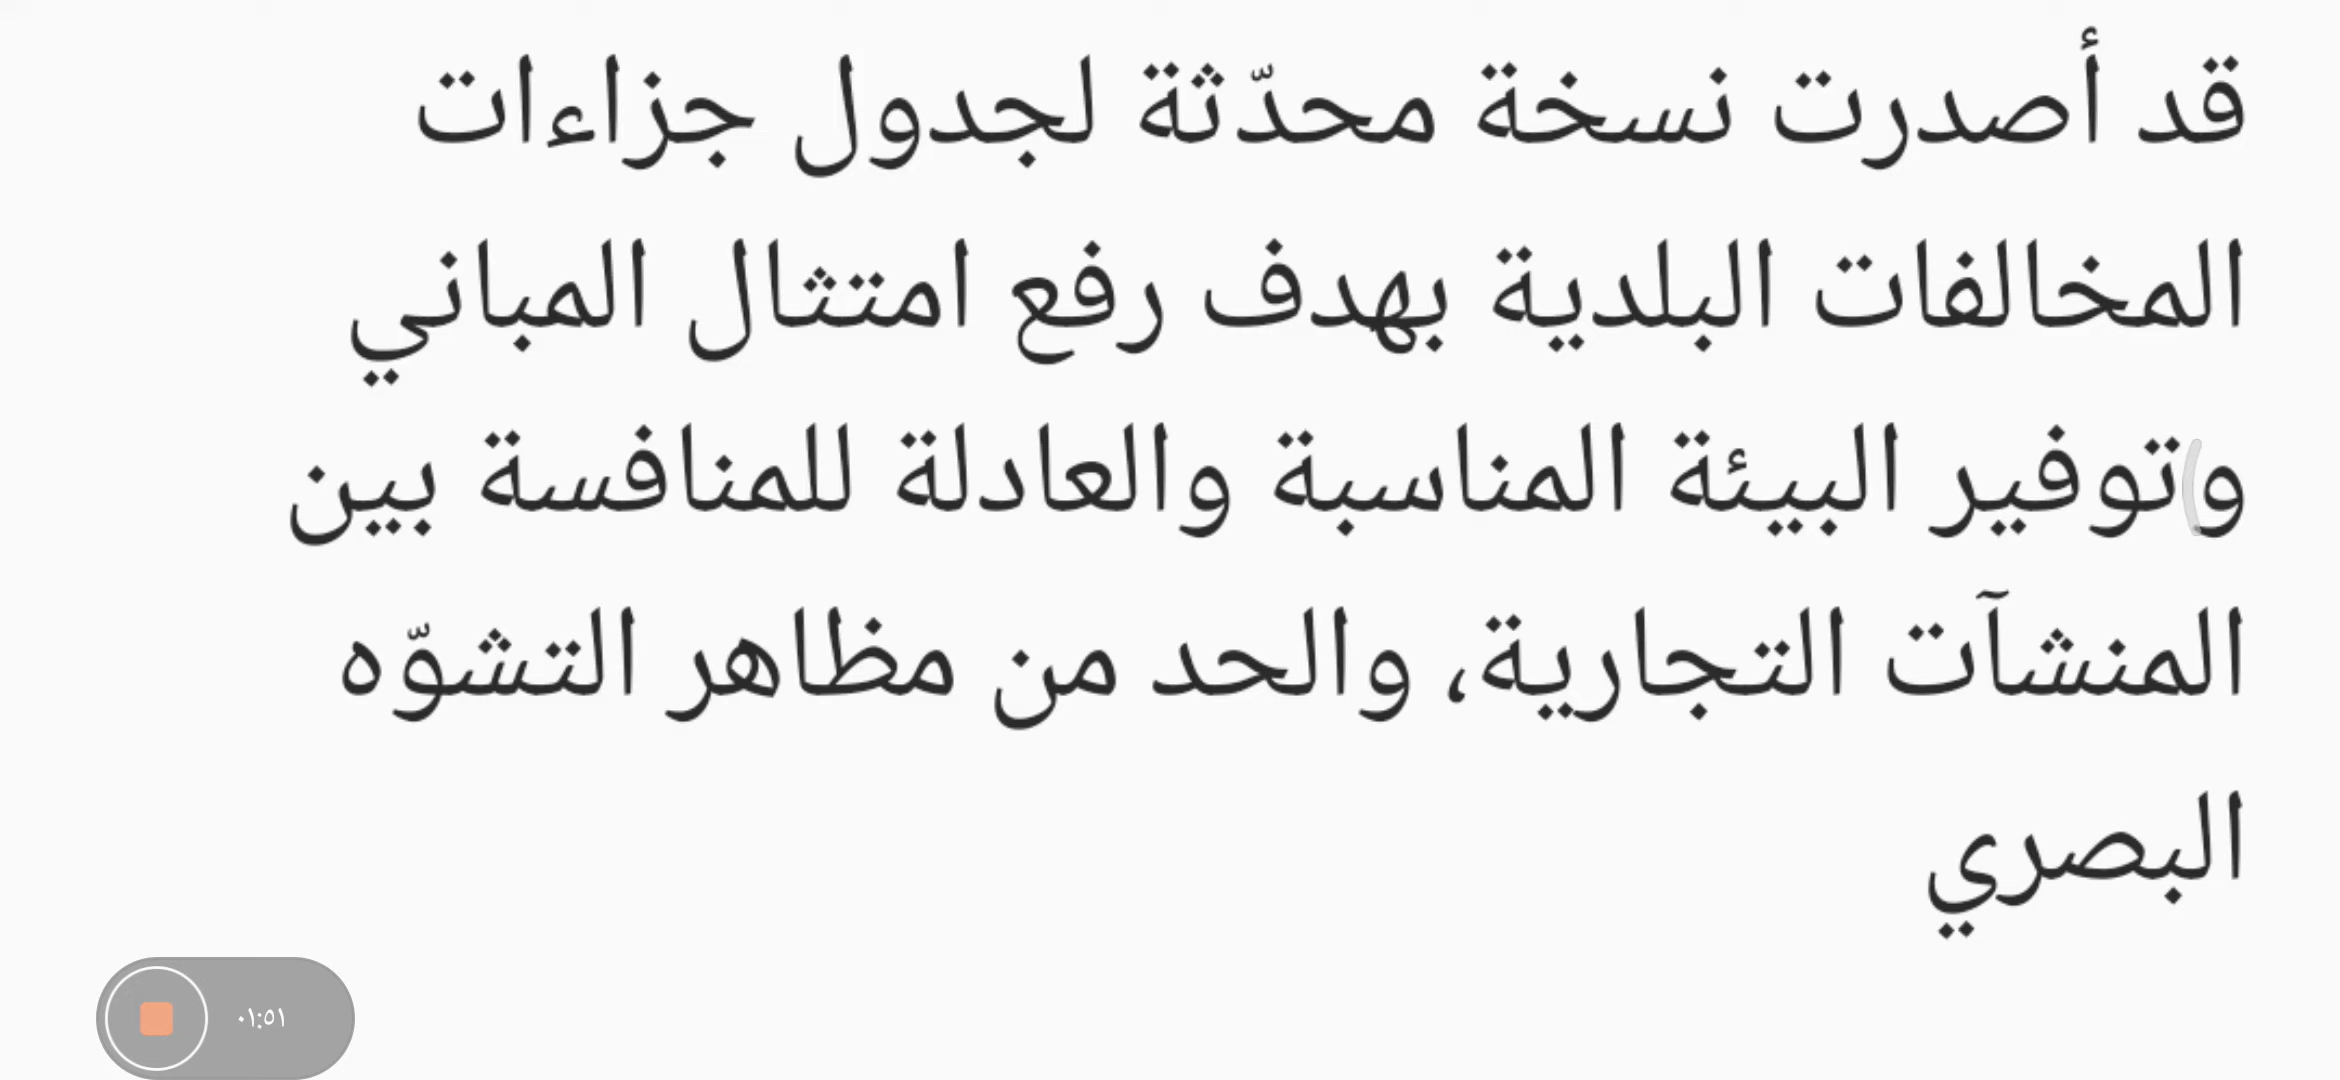 قد أصدرت نسخة محدّثة لجدول جزاءات
المخالفات البلدية بهدف رفع امتثال المباني
وتوفير البيئة المناسبة والعادلة للمنافسة بين
المنشآت التجارية، والحد من مظاهر التشوّه
البصري
٠١:٥١